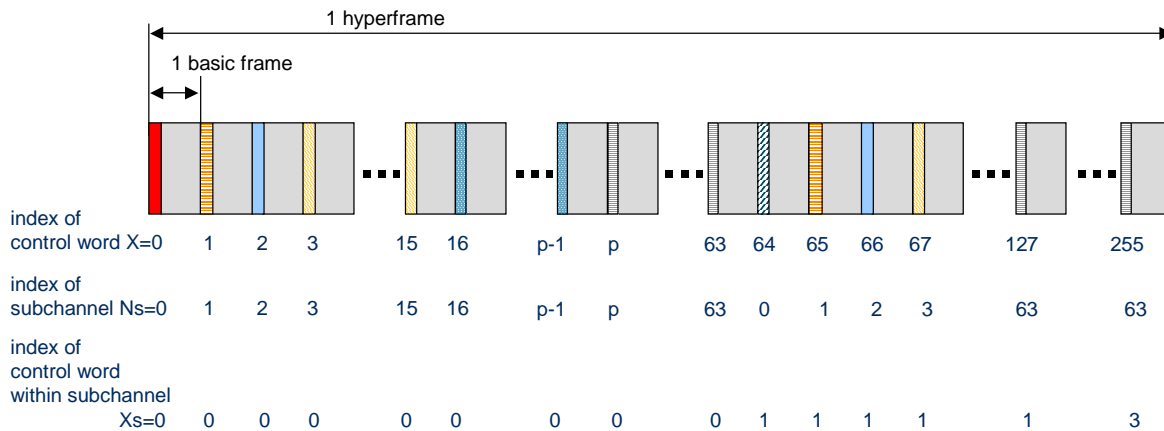 1 hyperframe
1 basic frame
index of
control word X=0 1 2 3 15 16 p-1 p 63 64 65 66 67 127 255
index of
subchannel Ns=0 1 2 3 15 16 p-1 p 63 0 1 2 3 63 63
index of
control word
within subchannel
Xs=0 0 0 0 0 0 0 0 0 1 1 1 1 1 3